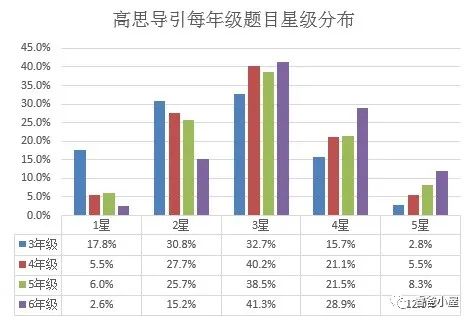 高思导引每年级题目星级分布
45.0%
40.0%
35.0%
30.0%
25.0%
20.0%
15.0%
10.0%
5.0%
0.0%
1星 2星 3星 4星 5星
3年级 17.8% 30.8% 32.7% 15.7% 2.8%
4年级 5.5% 27.7% 40.2% 21.1% 5.5%
5年级 6.0% 25.7% 38.5% 21.5% 8.3%
6年级 2.6% 15.2% 41.3% 28.9%
小屋